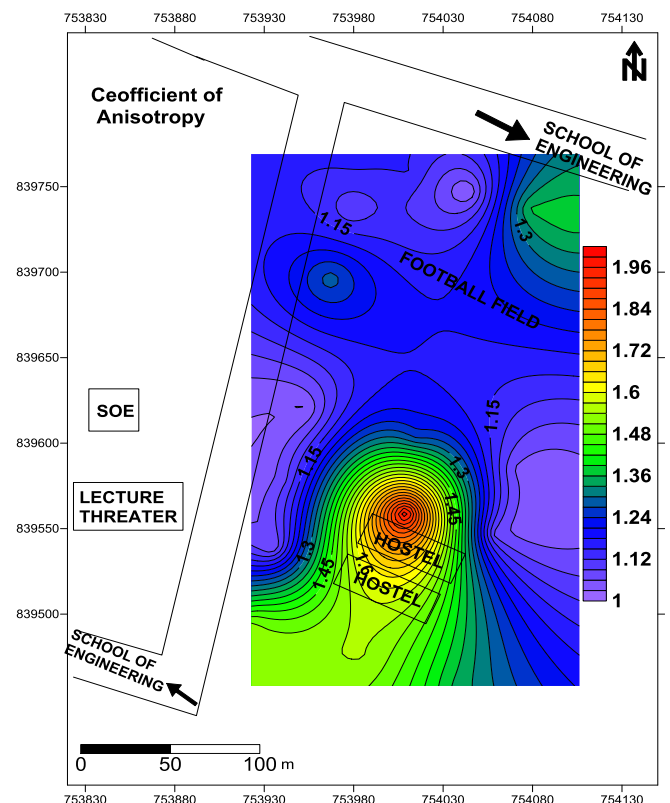 753830 753880 753930 753980 754030 754080 754130
N
Ceofficient of
Anisotropy
SCHOOL OF
ENGINEERING
839750
1.15
1.3
FOOTBALL FIELD
839700
1.96
1.84
1.72
1.6
1.48
1.36
1.24
1.12
1
839650
SOE
1.15
839600
1.15
1.3
LECTURE
THREATER
1.45
839550
HOSTEL
1.3
1.45
1.6
HOSTEL
839500
SCHOOL OF
ENGINEERING
0 50 100 m
753830 753880 753930 753980 754030 754080 754130